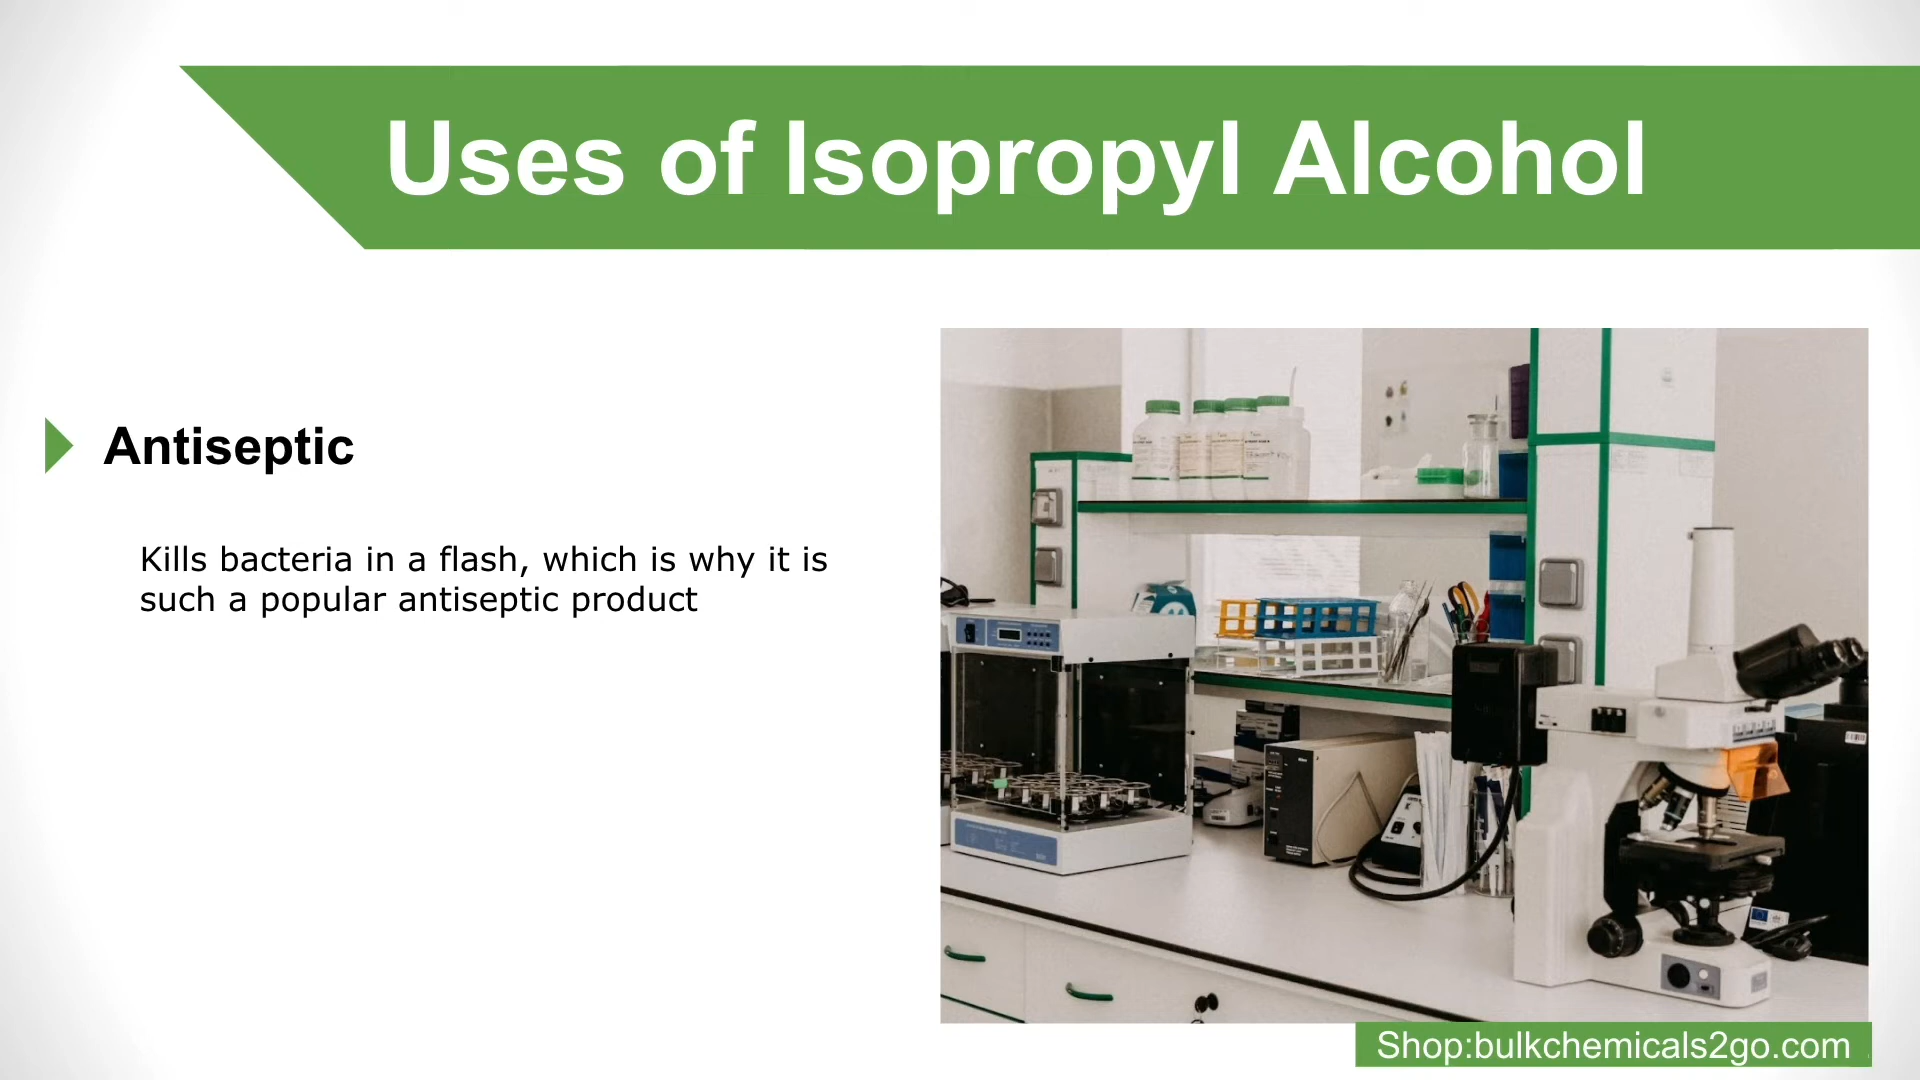 Uses of Isopropyl Alcohol
Antiseptic
Kills bacteria in a flash, which is why it is
such a popular antiseptic product
Shop:bulkchemicals2go.com